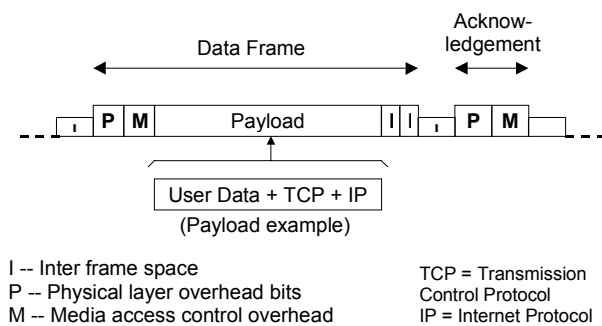 Data Frame
Acknow-
ledgement
I P M Payload I I I P M
User Data + TCP + IP
(Payload example)
I -- Inter frame space
P -- Physical layer overhead bits
M -- Media access control overhead
TCP = Transmission
Control Protocol
IP = Internet Protocol